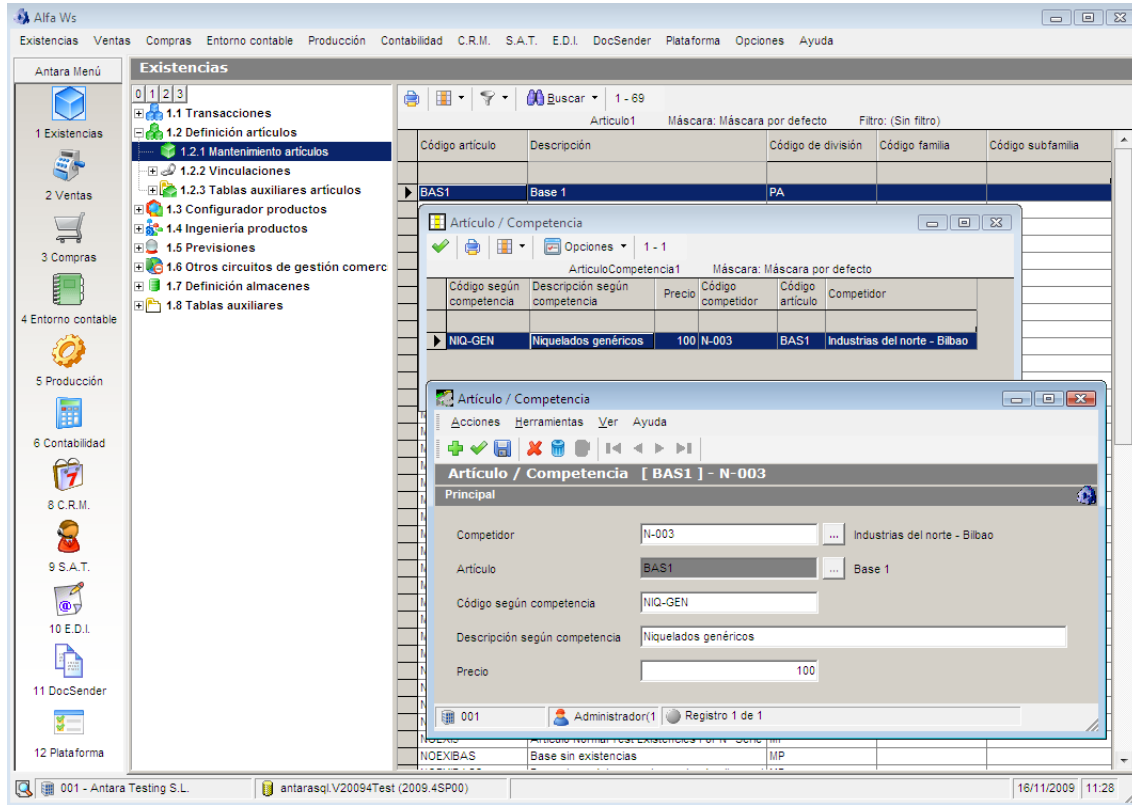 Alfa Ws
Existencias Ventas Compras Entorno contable Producción Contabilidad C.R.M. S.A.T. E.D.I. DocSender Plataforma Opciones Ayuda
Antara Menú
1 Existencias
2 Ventas
3 Compras
4 Entorno contable
5 Producción
6 Contabilidad
8 C.R.M.
9 S.A.T.
10 E.D.I.
11 DocSender
12 Plataforma
Existencias
0 1 2 3
1.1 Transacciones
1.2 Definición artículos
1.2.1 Mantenimiento artículos
1.2.2 Vinculaciones
1.2.3 Tablas auxiliares artículos
1.3 Configurador productos
1.4 Ingeniería productos
1.5 Previsiones
1.6 Otros circuitos de gestión comerc
1.7 Definición almacenes
1.8 Tablas auxiliares
Buscar 1 - 69
Articulo1 Máscara: Máscara por defecto Filtro: (Sin filtro)
Código artículo Descripción Código de división Código familia Código subfamilia
BAS1 Base 1 PA
Artículo / Competencia
Opciones 1 - 1
ArticuloCompetencia1 Máscara: Máscara por defecto
Código según competencia Descripción según competencia Precio Código competidor Código artículo Competidor
NIQ-GEN Niquelados genéricos 100 N-003 BAS1 Industrias del norte - Bilbao
Artículo / Competencia
Acciones Herramientas Ver Ayuda
Artículo / Competencia [ BAS1 ] - N-003
Principal
Competidor N-003 ... Industrias del norte - Bilbao
Artículo BAS1 ... Base 1
Código según competencia NIQ-GEN
Descripción según competencia Niquelados genéricos
Precio 100
001 Administrador(1 Registro 1 de 1
NOEXIBAS Base sin existencias MP
001 - Antara Testing S.L. antarasql.V20094Test (2009.4SP00) 16/11/2009 11:28